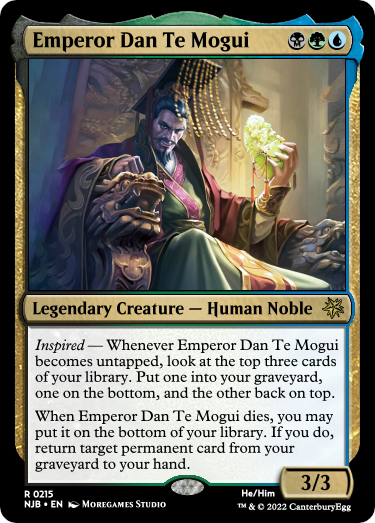 Emperor Dan Te Mogui
Legendary Creature — Human Noble
Inspired — Whenever Emperor Dan Te Mogui
becomes untapped, look at the top three cards
of your library. Put one into your graveyard,
one on the bottom, and the other back on top.
When Emperor Dan Te Mogui dies, you may
put it on the bottom of your library. If you do,
return target permanent card from your
graveyard to your hand.
3/3
R 0215
NJB • EN Moregames Studio
He/Him
™ & © 2022 CanterburyEgg